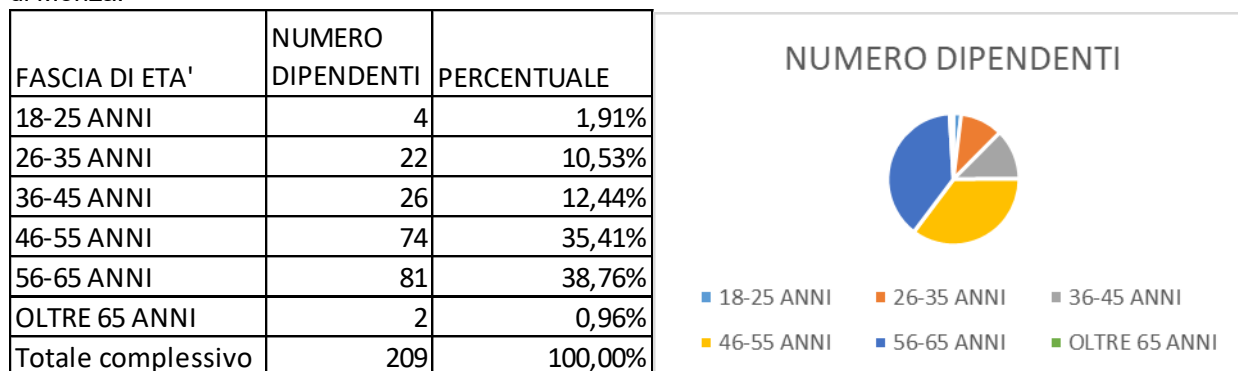 di Monza.
FASCIA DI ETA' NUMERO DIPENDENTI PERCENTUALE
18-25 ANNI 4 1,91%
26-35 ANNI 22 10,53%
36-45 ANNI 26 12,44%
46-55 ANNI 74 35,41%
56-65 ANNI 81 38,76%
OLTRE 65 ANNI 2 0,96%
Totale complessivo 209 100,00%
NUMERO DIPENDENTI
18-25 ANNI 26-35 ANNI 36-45 ANNI
46-55 ANNI 56-65 ANNI OLTRE 65 ANNI